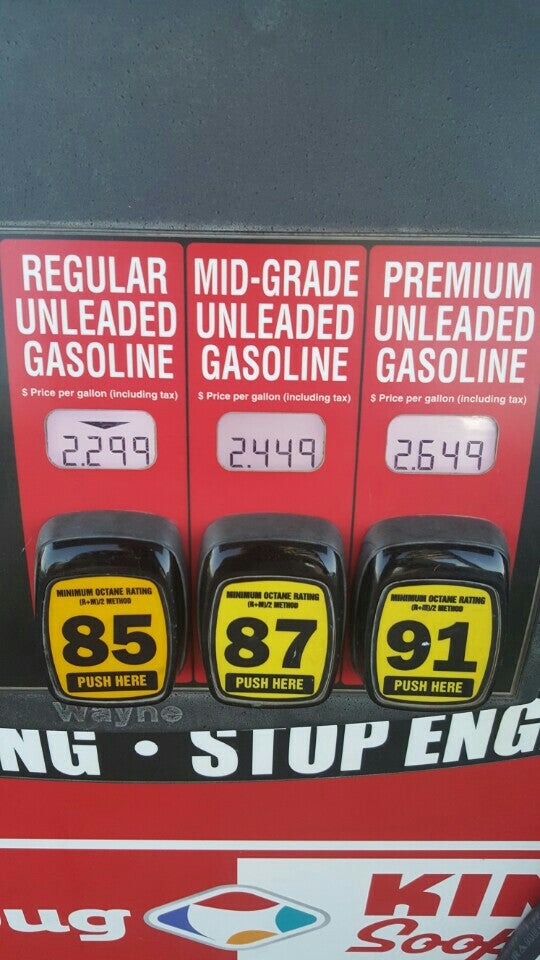 REGULAR
UNLEADED
GASOLINE
$ Price per gallon (including tax)
2.299
MID-GRADE
UNLEADED
GASOLINE
$ Price per gallon (including tax)
2.449
PREMIUM
UNLEADED
GASOLINE
$ Price per gallon (including tax)
2.649
MINIMUM OCTANE RATING
(R+M)/2 METHOD
85
PUSH HERE
MINIMUM OCTANE RATING
(R+M)/2 METHOD
87
PUSH HERE
MINIMUM OCTANE RATING
(R+M)/2 METHOD
91
PUSH HERE
Wayne
NG • STOP ENG
ug
KIN
Soop